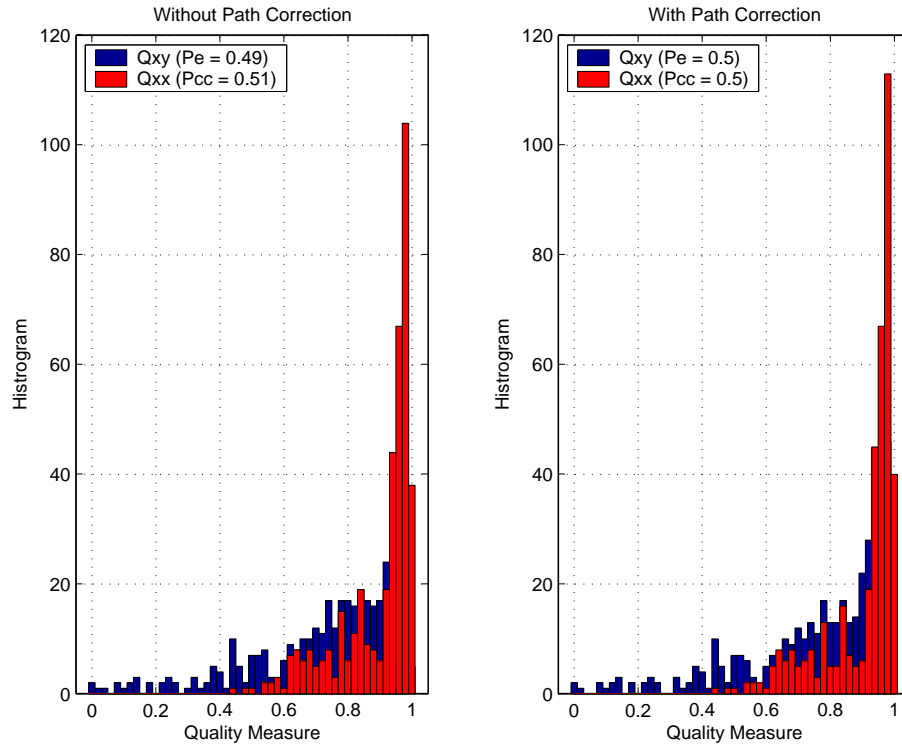 Without Path Correction
Qxy (Pe = 0.49)
Qxx (Pcc = 0.51)
120
100
80
60
40
20
0
Histrogram
0 0.2 0.4 0.6 0.8 1
Quality Measure
With Path Correction
Qxy (Pe = 0.5)
Qxx (Pcc = 0.5)
120
100
80
60
40
20
0
Histrogram
0 0.2 0.4 0.6 0.8 1
Quality Measure